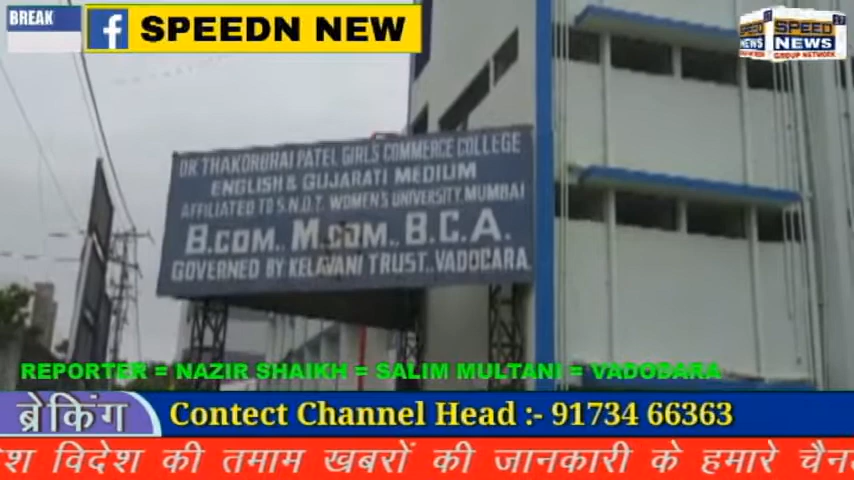 BREAK
SPEEDN NEW
SPEED NEWS
GROUP NETWORK
DR THAKORBHAI PATEL GIRLS COMMERCE COLLEGE
ENGLISH & GUJARATI MEDIUM
AFFILIATED TO S.N.D.T. WOMEN'S UNIVERSITY, MUMBAI
B.COM., M.COM., B.C.A.
GOVERNED BY: KELAVANI TRUST., VADODARA
REPORTER = NAZIR SHAIKH = SALIM MULTANI = VADODARA
ब्रेकिंग
Contect Channel Head :- 91734 66363
विदेश की तमाम खबरों की जानकारी के हमारे